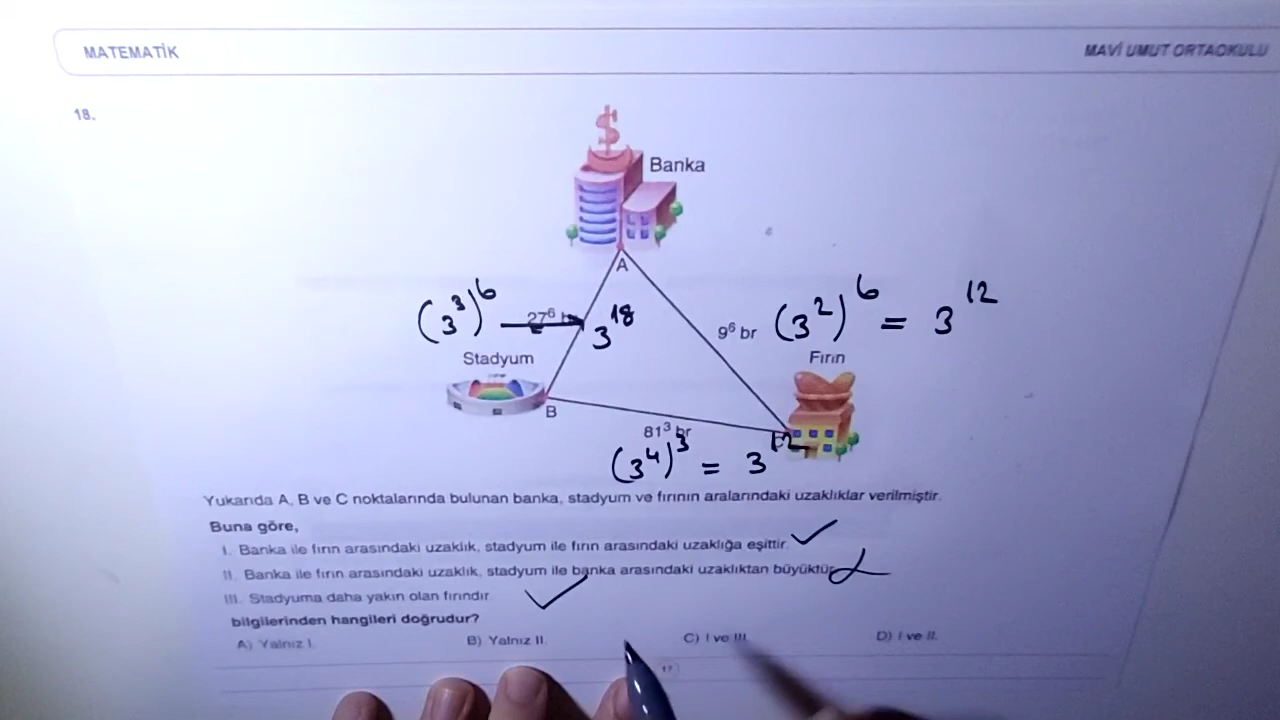 MATEMATİK
MAVİ UMUT ORTAOKULU
18.
Banka
A
(3³)⁶
27⁶
3¹⁸
9⁶ br (3²)⁶ = 3¹²
Stadyum
Fırın
B
81³ br
(3⁴)³ = 3¹²
Yukarıda A, B ve C noktalarında bulunan banka, stadyum ve fırının aralarındaki uzaklıklar verilmiştir.
Buna göre,
I. Banka ile fırın arasındaki uzaklık, stadyum ile fırın arasındaki uzaklığa eşittir.
II. Banka ile fırın arasındaki uzaklık, stadyum ile banka arasındaki uzaklıktan büyüktür
III. Stadyuma daha yakın olan fırındır.
bilgilerinden hangileri doğrudur?
A) Yalnız I. B) Yalnız II. C) I ve III. D) I ve II.
17